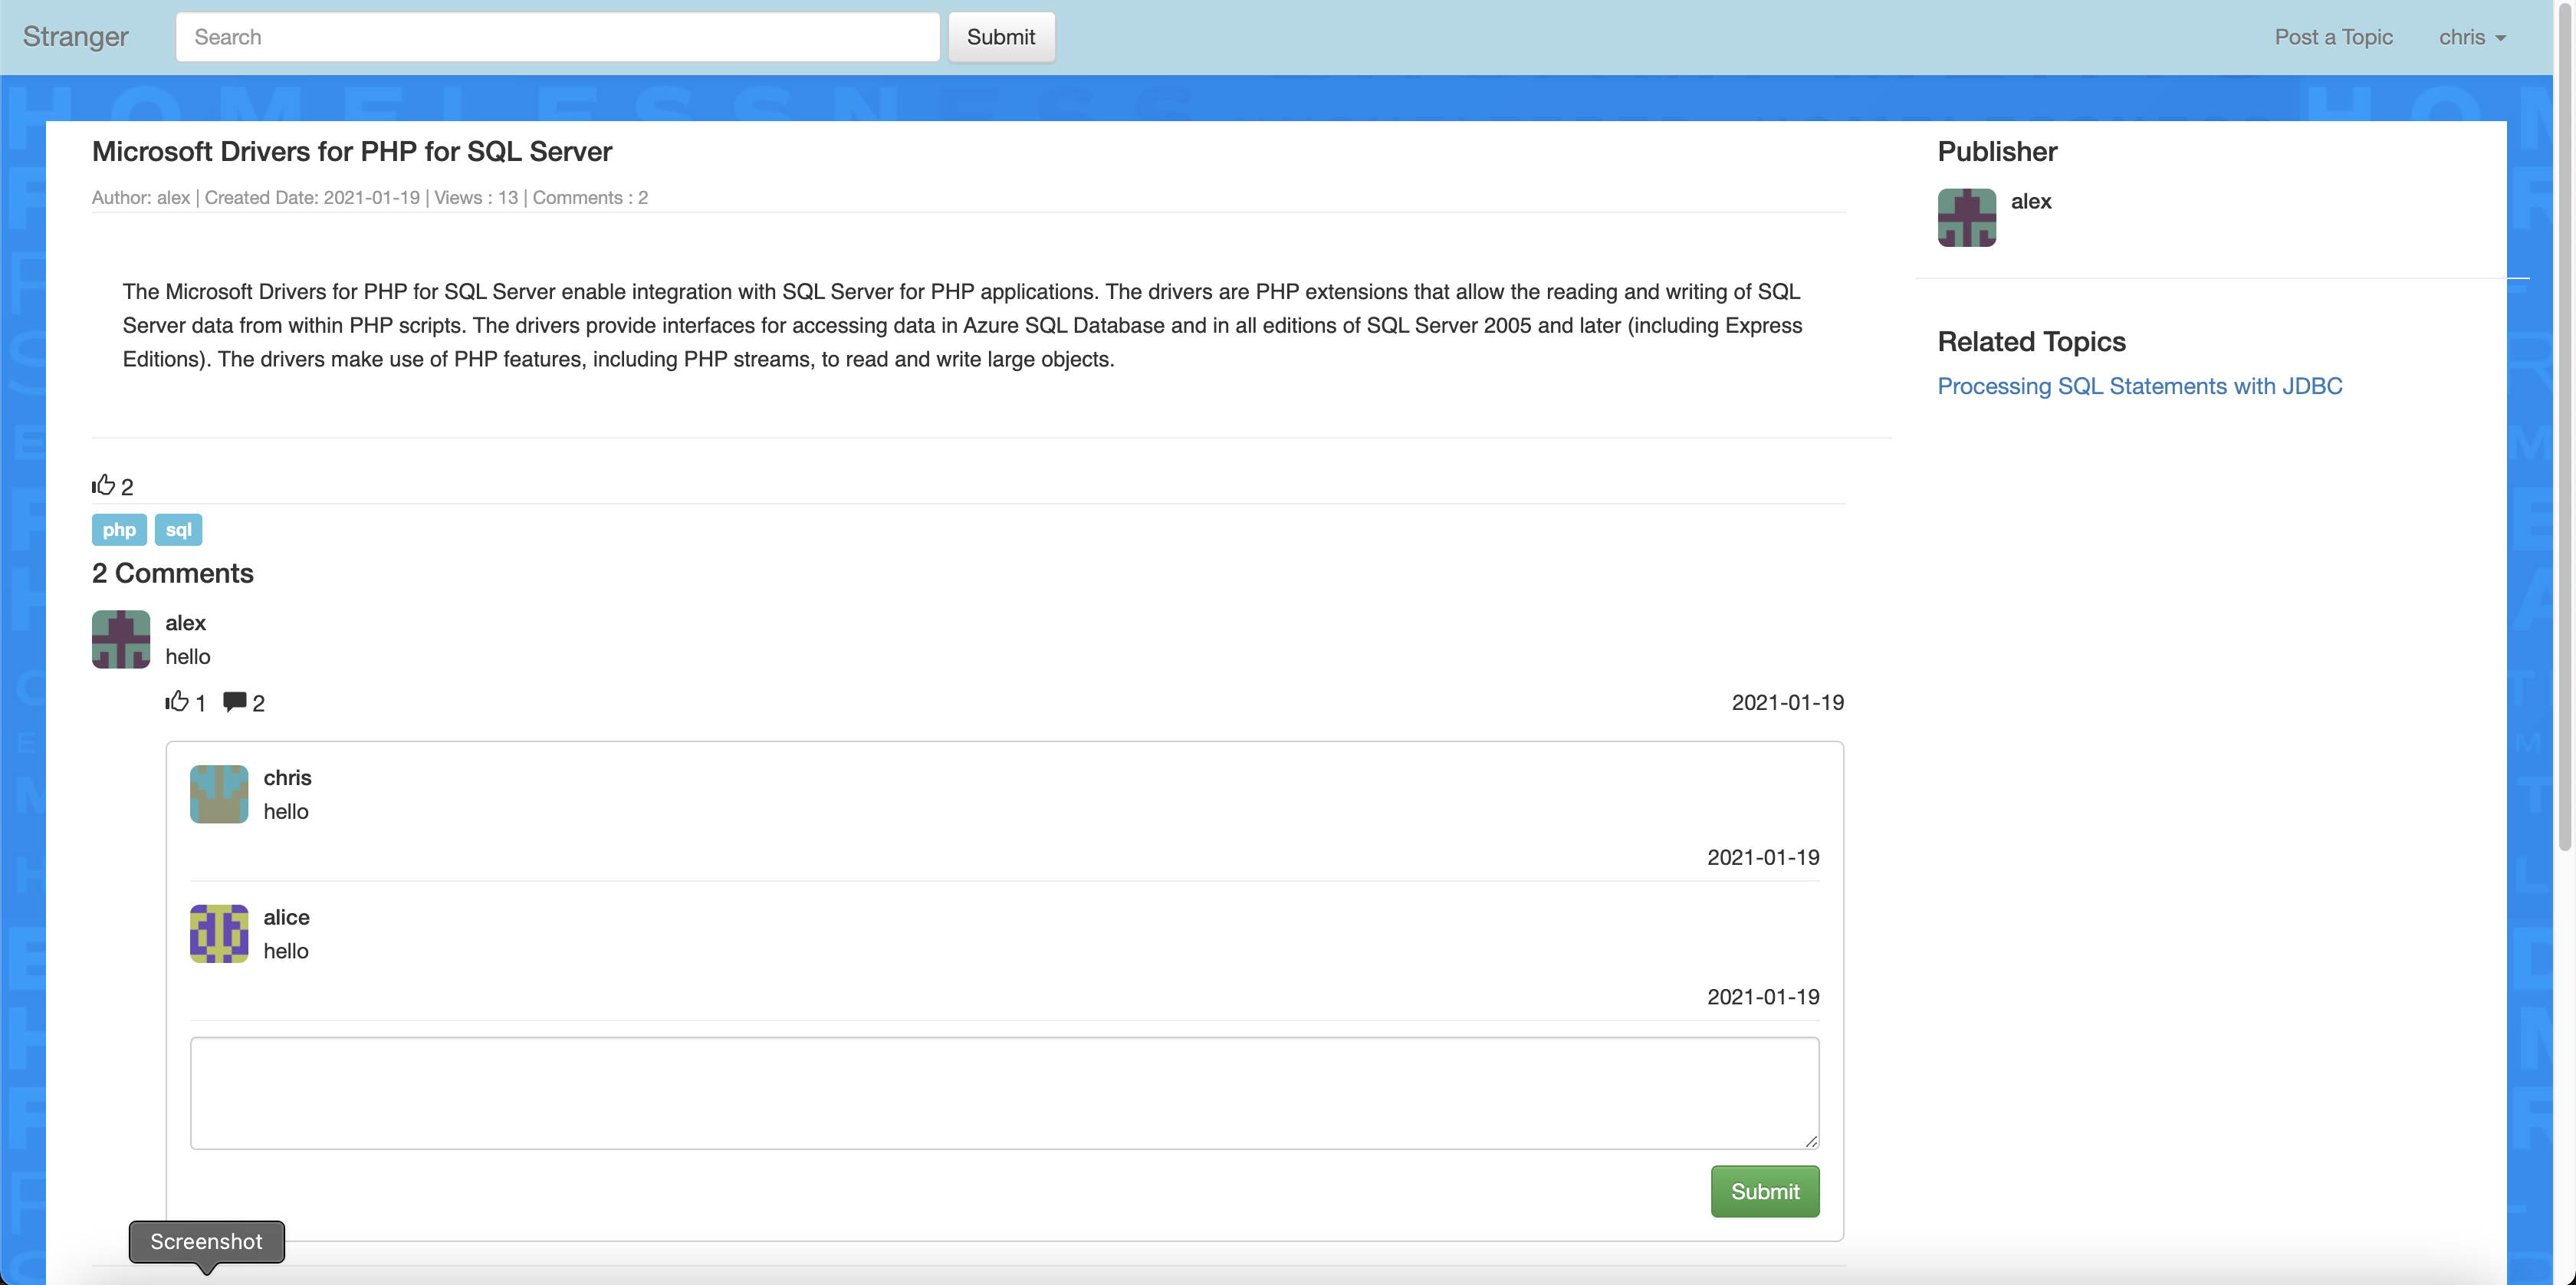 Stranger
Search
Submit
Post a Topic
chris
HOMELESSNESS
Microsoft Drivers for PHP for SQL Server
Author: alex | Created Date: 2021-01-19 | Views : 13 | Comments : 2
The Microsoft Drivers for PHP for SQL Server enable integration with SQL Server for PHP applications. The drivers are PHP extensions that allow the reading and writing of SQL
Server data from within PHP scripts. The drivers provide interfaces for accessing data in Azure SQL Database and in all editions of SQL Server 2005 and later (including Express
Editions). The drivers make use of PHP features, including PHP streams, to read and write large objects.
2
php sql
2 Comments
alex
hello
1 2
2021-01-19
chris
hello
2021-01-19
alice
hello
2021-01-19
Submit
Screenshot
Publisher
alex
Related Topics
Processing SQL Statements with JDBC